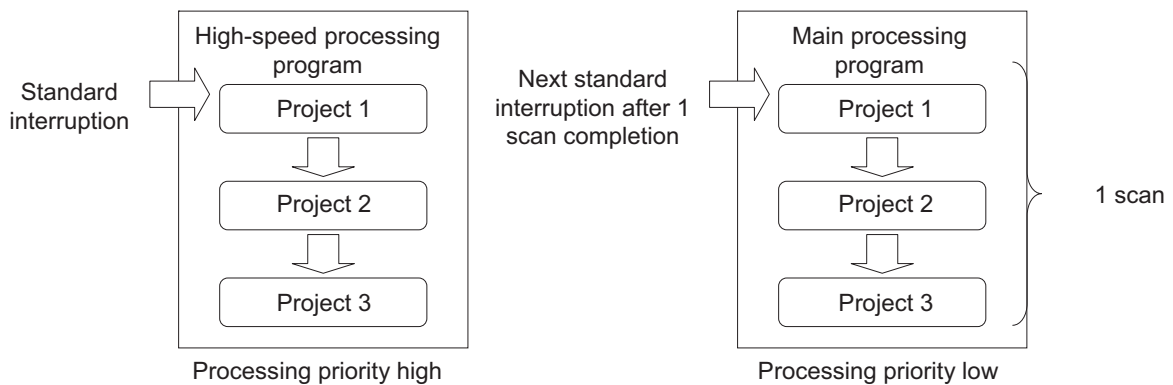 High-speed processing
program
Standard
interruption
Project 1
Project 2
Project 3
Processing priority high
Main processing
program
Next standard
interruption after 1
scan completion
Project 1
Project 2
Project 3
1 scan
Processing priority low